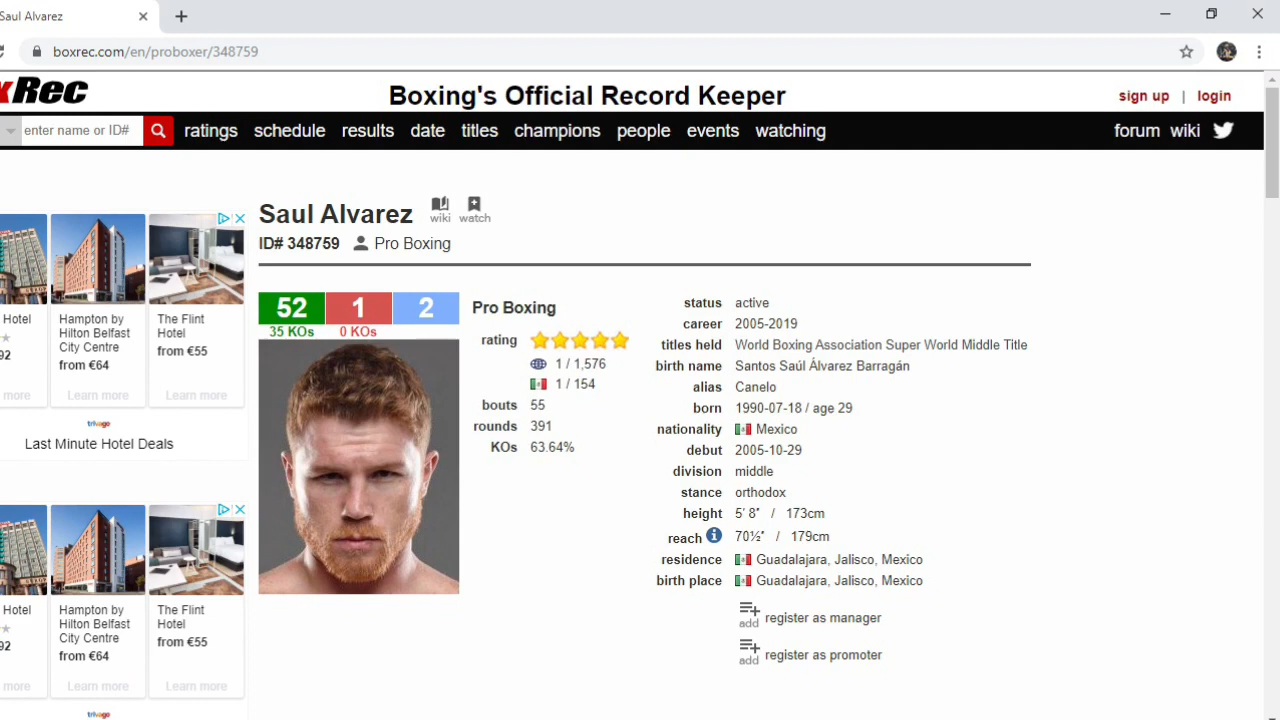 Saul Alvarez
boxrec.com/en/proboxer/348759
xRec
Boxing's Official Record Keeper
sign up | login
enter name or ID#
ratings schedule results date titles champions people events watching
forum wiki
Saul Alvarez
wiki watch
ID# 348759 Pro Boxing
52 1 2
35 KOs 0 KOs
Pro Boxing
rating
1 / 1,576
1 / 154
bouts 55
rounds 391
KOs 63.64%
status active
career 2005-2019
titles held World Boxing Association Super World Middle Title
birth name Santos Saúl Álvarez Barragán
alias Canelo
born 1990-07-18 / age 29
nationality Mexico
debut 2005-10-29
division middle
stance orthodox
height 5′ 8″ / 173cm
reach 70½″ / 179cm
residence Guadalajara, Jalisco, Mexico
birth place Guadalajara, Jalisco, Mexico
add register as manager
add register as promoter
Hotel
92
more
Hampton by
Hilton Belfast
City Centre
from €64
Learn more
The Flint
Hotel
from €55
Learn more
trivago
Last Minute Hotel Deals
Hotel
92
more
Hampton by
Hilton Belfast
City Centre
from €64
Learn more
The Flint
Hotel
from €55
Learn more
trivago